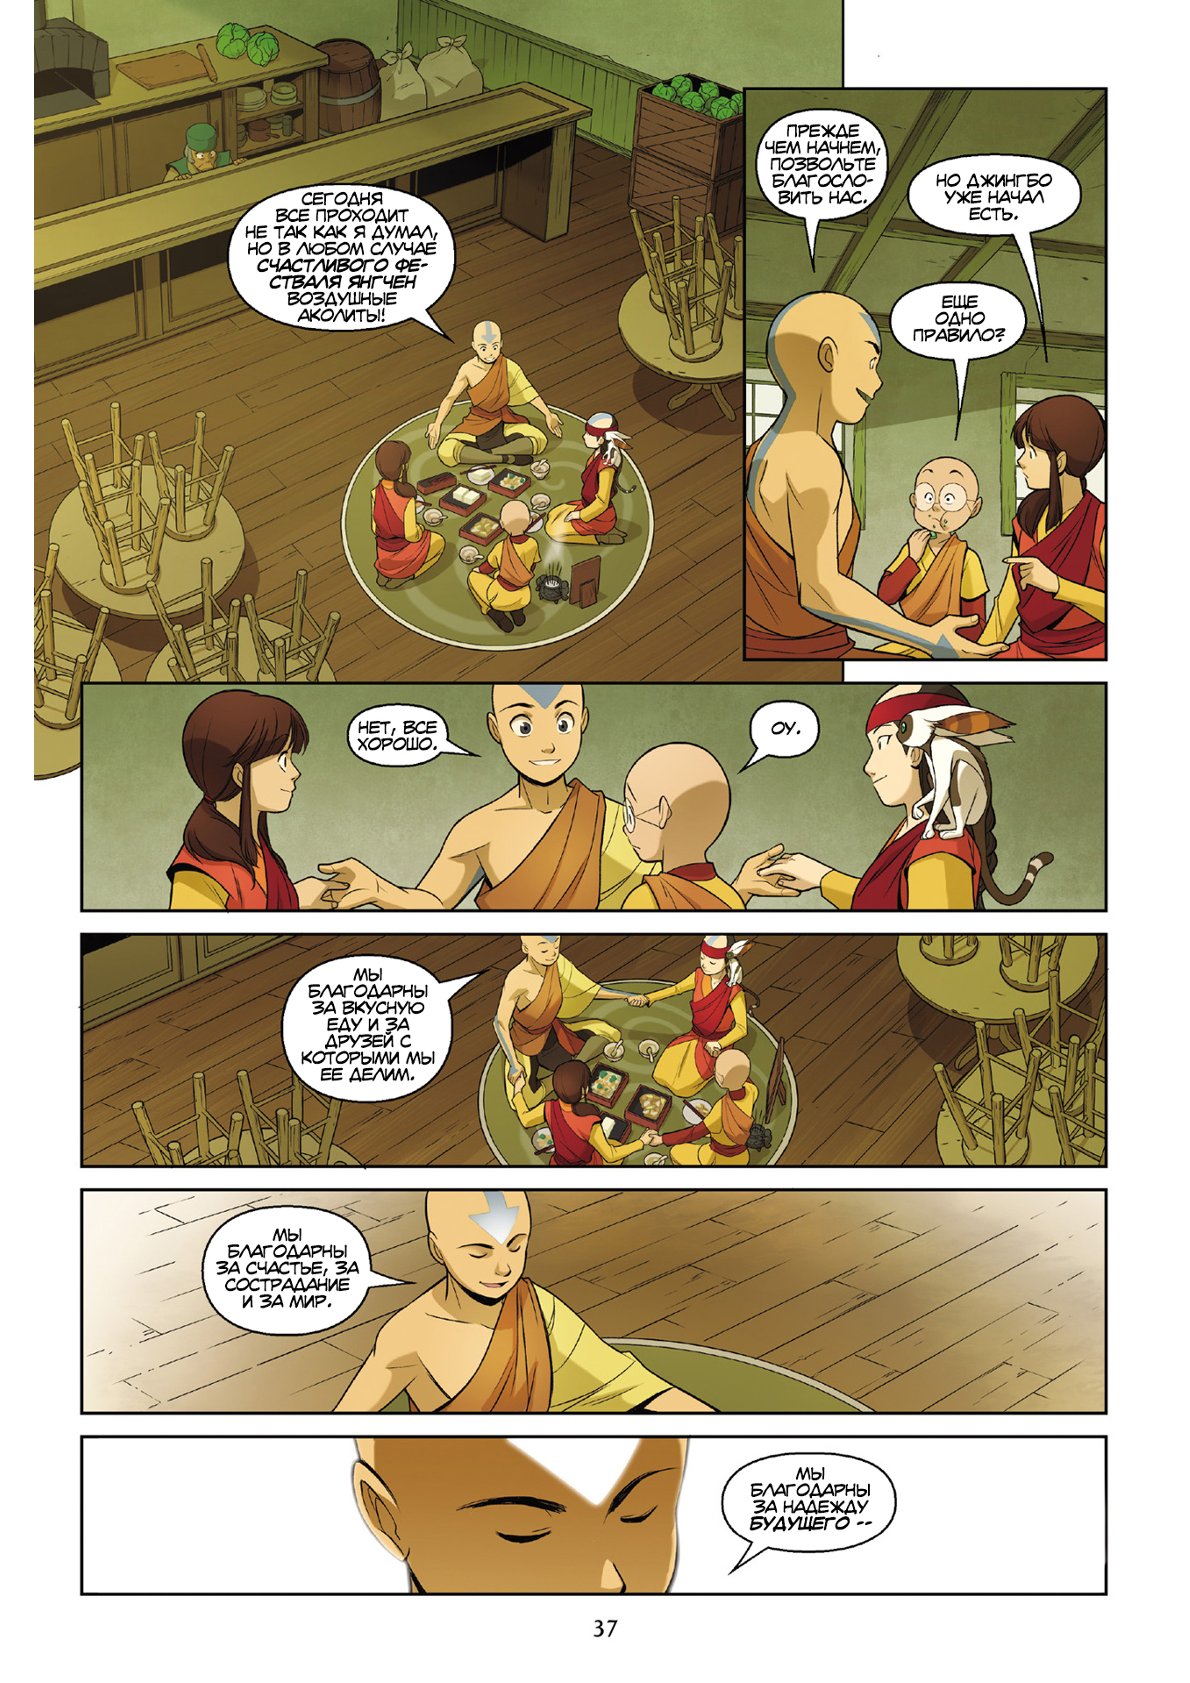 СЕГОДНЯ
ВСЕ ПРОХОДИТ
НЕ ТАК КАК Я ДУМАЛ,
НО В ЛЮБОМ СЛУЧАЕ
СЧАСТЛИВОГО ФЕ-
СТВАЛЯ ЯНГЧЕН
ВОЗДУШНЫЕ
АКОЛИТЫ!
ПРЕЖДЕ
ЧЕМ НАЧНЕМ,
ПОЗВОЛЬТЕ
БЛАГОСЛО-
ВИТЬ НАС.
НО ДЖИНГБО
УЖЕ НАЧАЛ
ЕСТЬ.
ЕЩЕ
ОДНО
ПРАВИЛО?
НЕТ, ВСЕ
ХОРОШО.
ОУ.
МЫ
БЛАГОДАРНЫ
ЗА ВКУСНУЮ
ЕДУ И ЗА
ДРУЗЕЙ С
КОТОРЫМИ МЫ
ЕЕ ДЕЛИМ.
МЫ
БЛАГОДАРНЫ
ЗА СЧАСТЬЕ, ЗА
СОСТРАДАНИЕ
И ЗА МИР.
МЫ
БЛАГОДАРНЫ
ЗА НАДЕЖДУ
БУДУЩЕГО --
37